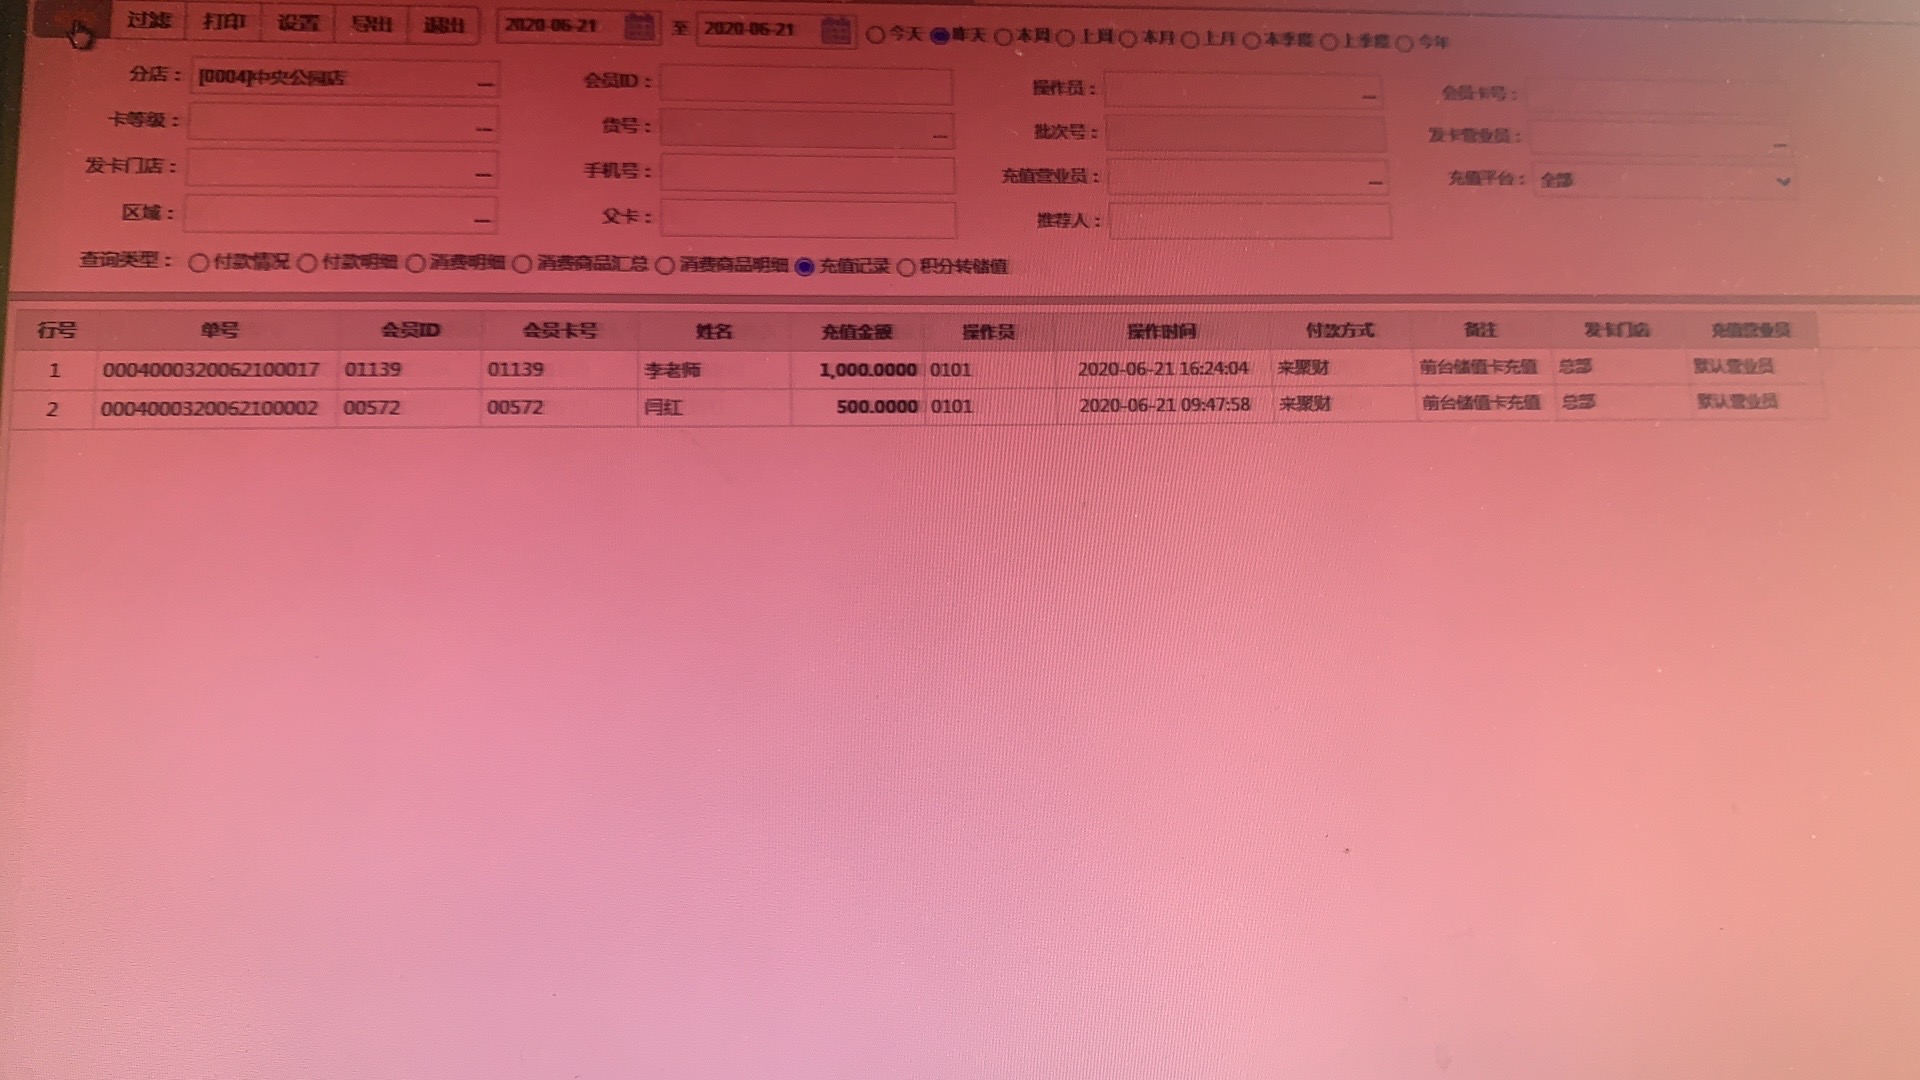 过滤 打印 设置 导出 退出 2020-06-21 至 2020-06-21 今天 昨天 本周 上周 本月 上月 本季度 上季度 今年
分店： [0004]中央公园店 ... 会员ID： 操作员： ... 会员卡号：
卡等级： ... 货号： ... 批次号： 发卡营业员： ...
发卡门店： ... 手机号： 充值营业员： ... 充值平台： 全部
区域： ... 父卡： 推荐人：
查询类型： 付款情况 付款明细 消费明细 消费商品汇总 消费商品明细 充值记录 积分转储值
行号 单号 会员ID 会员卡号 姓名 充值金额 操作员 操作时间 付款方式 备注 发卡门店 充值营业员
1 0004000320062100017 01139 01139 李老师 1,000.0000 0101 2020-06-21 16:24:04 来聚财 前台储值卡充值 总部 默认营业员
2 0004000320062100002 00572 00572 闫红 500.0000 0101 2020-06-21 09:47:58 来聚财 前台储值卡充值 总部 默认营业员